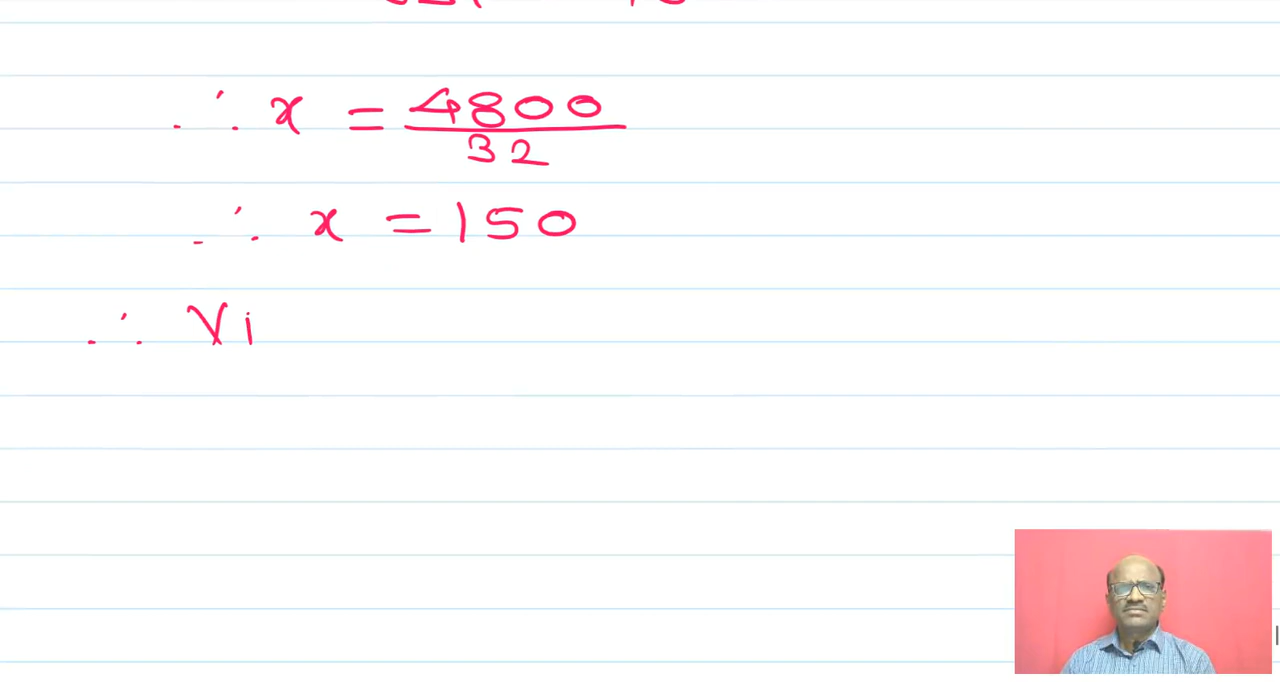 ∴ x = 4800/32
∴ x = 150
∴ Vi